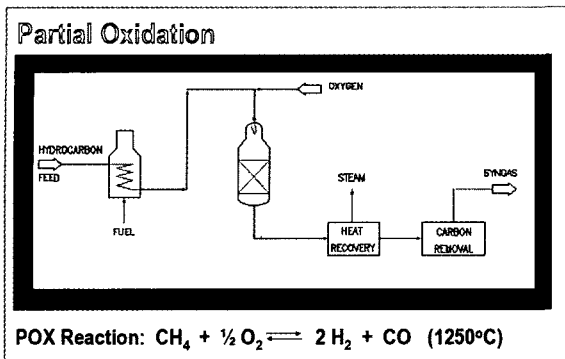 Partial Oxidation
OXYGEN
HYDROCARBON
FEED
FUEL
STEAM
SYNGAS
HEAT
RECOVERY
CARBON
REMOVAL
POX Reaction: CH₄ + ½ O₂ ⇌ 2 H₂ + CO (1250ºC)